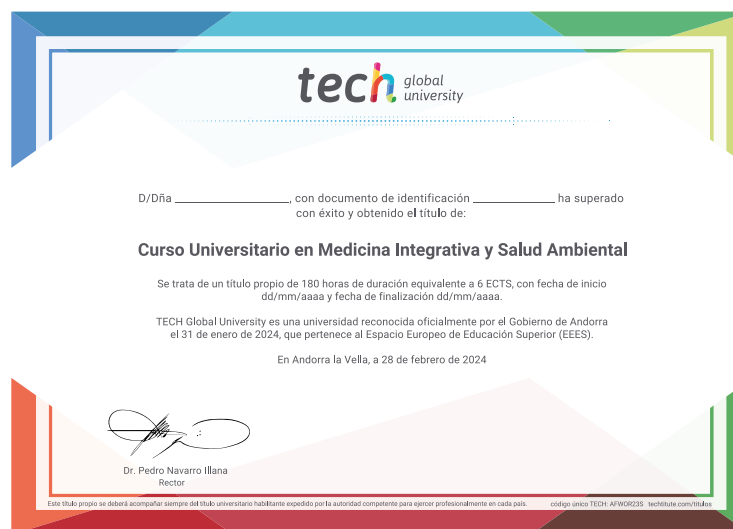 tech global university
D/Dña ____________________, con documento de identificación ______________ ha superado
con éxito y obtenido el título de:
Curso Universitario en Medicina Integrativa y Salud Ambiental
Se trata de un título propio de 180 horas de duración equivalente a 6 ECTS, con fecha de inicio
dd/mm/aaaa y fecha de finalización dd/mm/aaaa.
TECH Global University es una universidad reconocida oficialmente por el Gobierno de Andorra
el 31 de enero de 2024, que pertenece al Espacio Europeo de Educación Superior (EEES).
En Andorra la Vella, a 28 de febrero de 2024
Dr. Pedro Navarro Illana
Rector
Este título propio se deberá acompañar siempre del título universitario habilitante expedido por la autoridad competente para ejercer profesionalmente en cada país. código único TECH: AFWOR23S techtitute.com/titulos